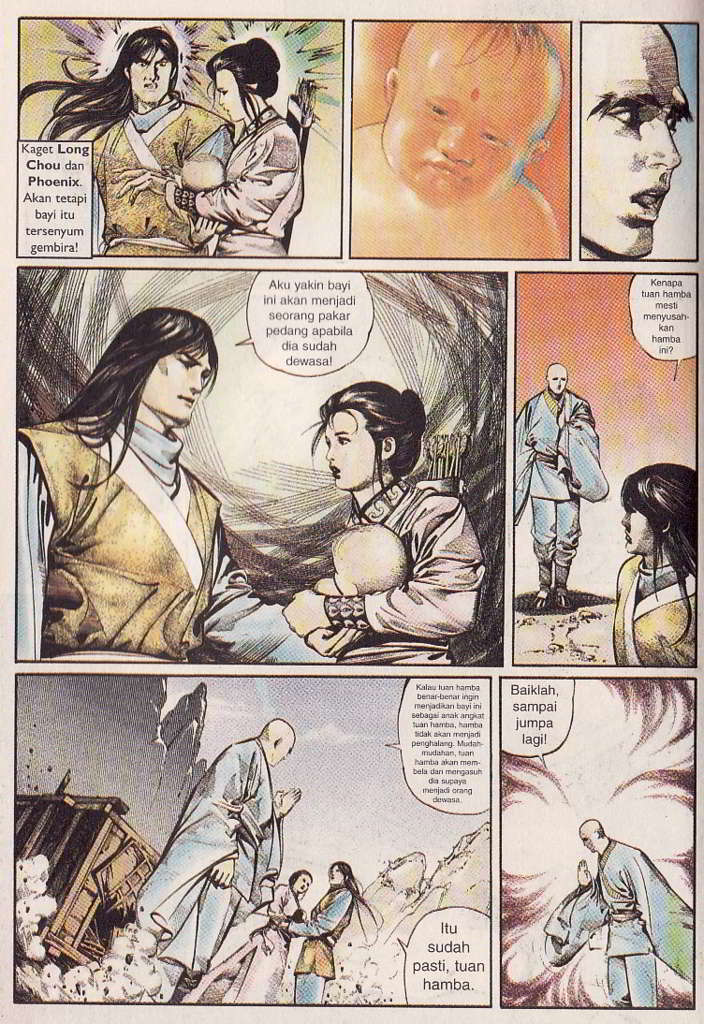 Kaget Long
Chou dan
Phoenix.
Akan tetapi
bayi itu
tersenyum
gembira!
Aku yakin bayi
ini akan menjadi
seorang pakar
pedang apabila
dia sudah
dewasa!
Kenapa
tuan hamba
mesti
menyusah-
kan
hamba
ini?
Kalau tuan hamba
benar-benar ingin
menjadikan bayi ini
sebagai anak angkat
tuan hamba, hamba
tidak akan menjadi
penghalang. Mudah-
mudahan, tuan
hamba akan mem-
bela dan mengasuh
dia supaya
menjadi orang
dewasa.
Itu
sudah
pasti, tuan
hamba.
Baiklah,
sampai
jumpa
lagi!